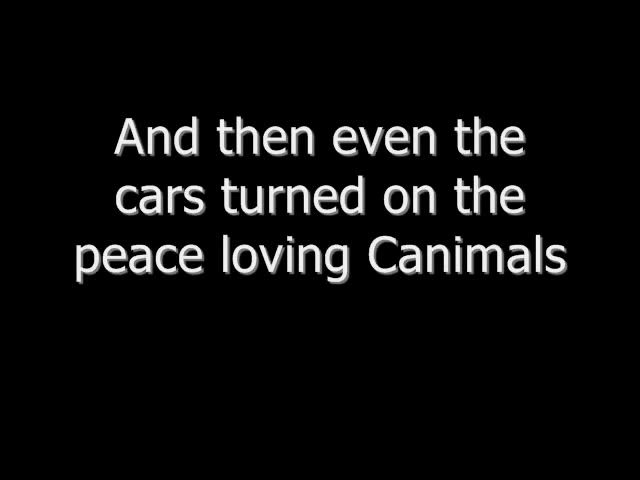 And then even the
cars turned on the
peace loving Canimals